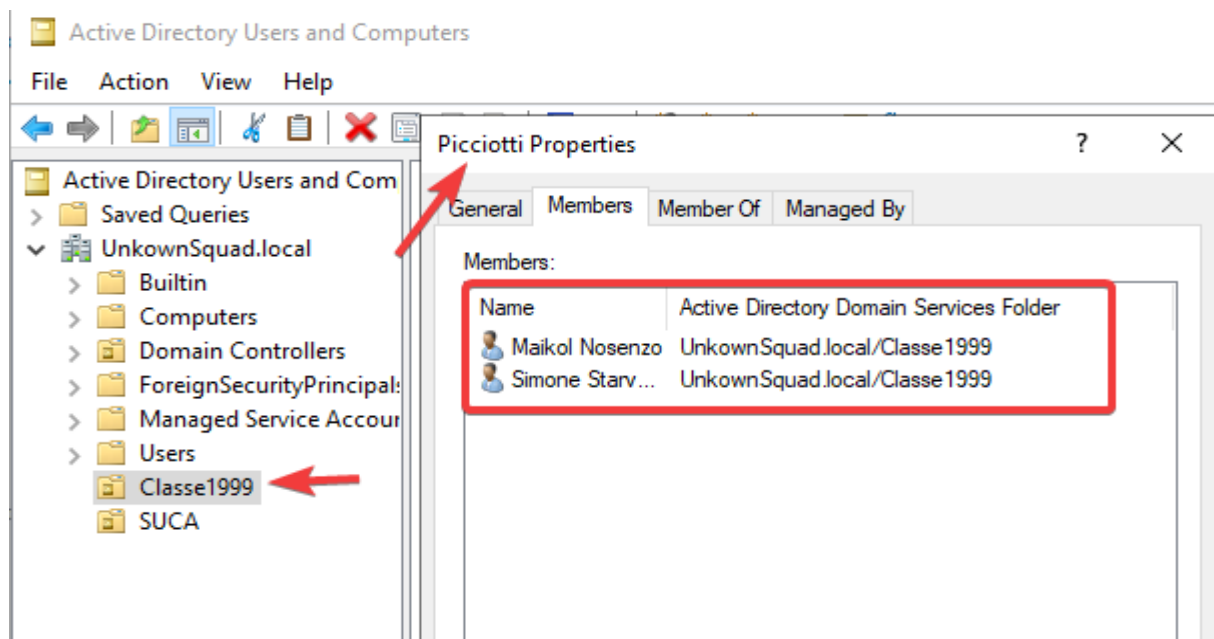 Active Directory Users and Computers
File Action View Help
Picciotti Properties ?
Active Directory Users and Com
Saved Queries
UnkownSquad.local
Builtin
Computers
Domain Controllers
ForeignSecurityPrincipals
Managed Service Accour
Users
Classe1999
SUCA
General Members Member Of Managed By
Members:
Name Active Directory Domain Services Folder
Maikol Nosenzo UnkownSquad.local/Classe1999
Simone Starv... UnkownSquad.local/Classe1999